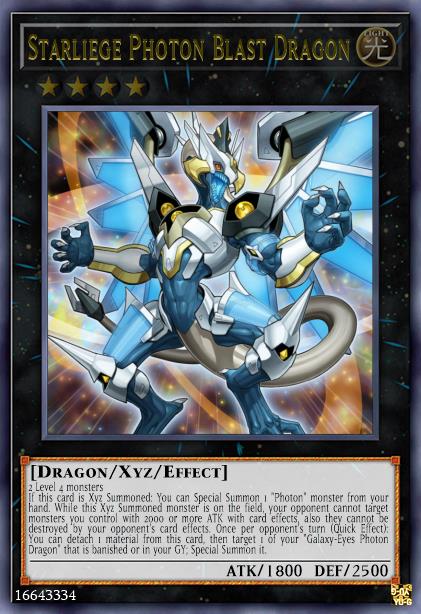 Starliege Photon Blast Dragon
LIGHT
光
[Dragon/Xyz/Effect]
2 Level 4 monsters
If this card is Xyz Summoned: You can Special Summon 1 "Photon" monster from your
hand. While this Xyz Summoned monster is on the field, your opponent cannot target
monsters you control with 2000 or more ATK with card effects, also they cannot be
destroyed by your opponent's card effects. Once per opponent's turn (Quick Effect):
You can detach 1 material from this card, then target 1 of your "Galaxy-Eyes Photon
Dragon" that is banished or in your GY; Special Summon it.
ATK/1800 DEF/2500
16643334